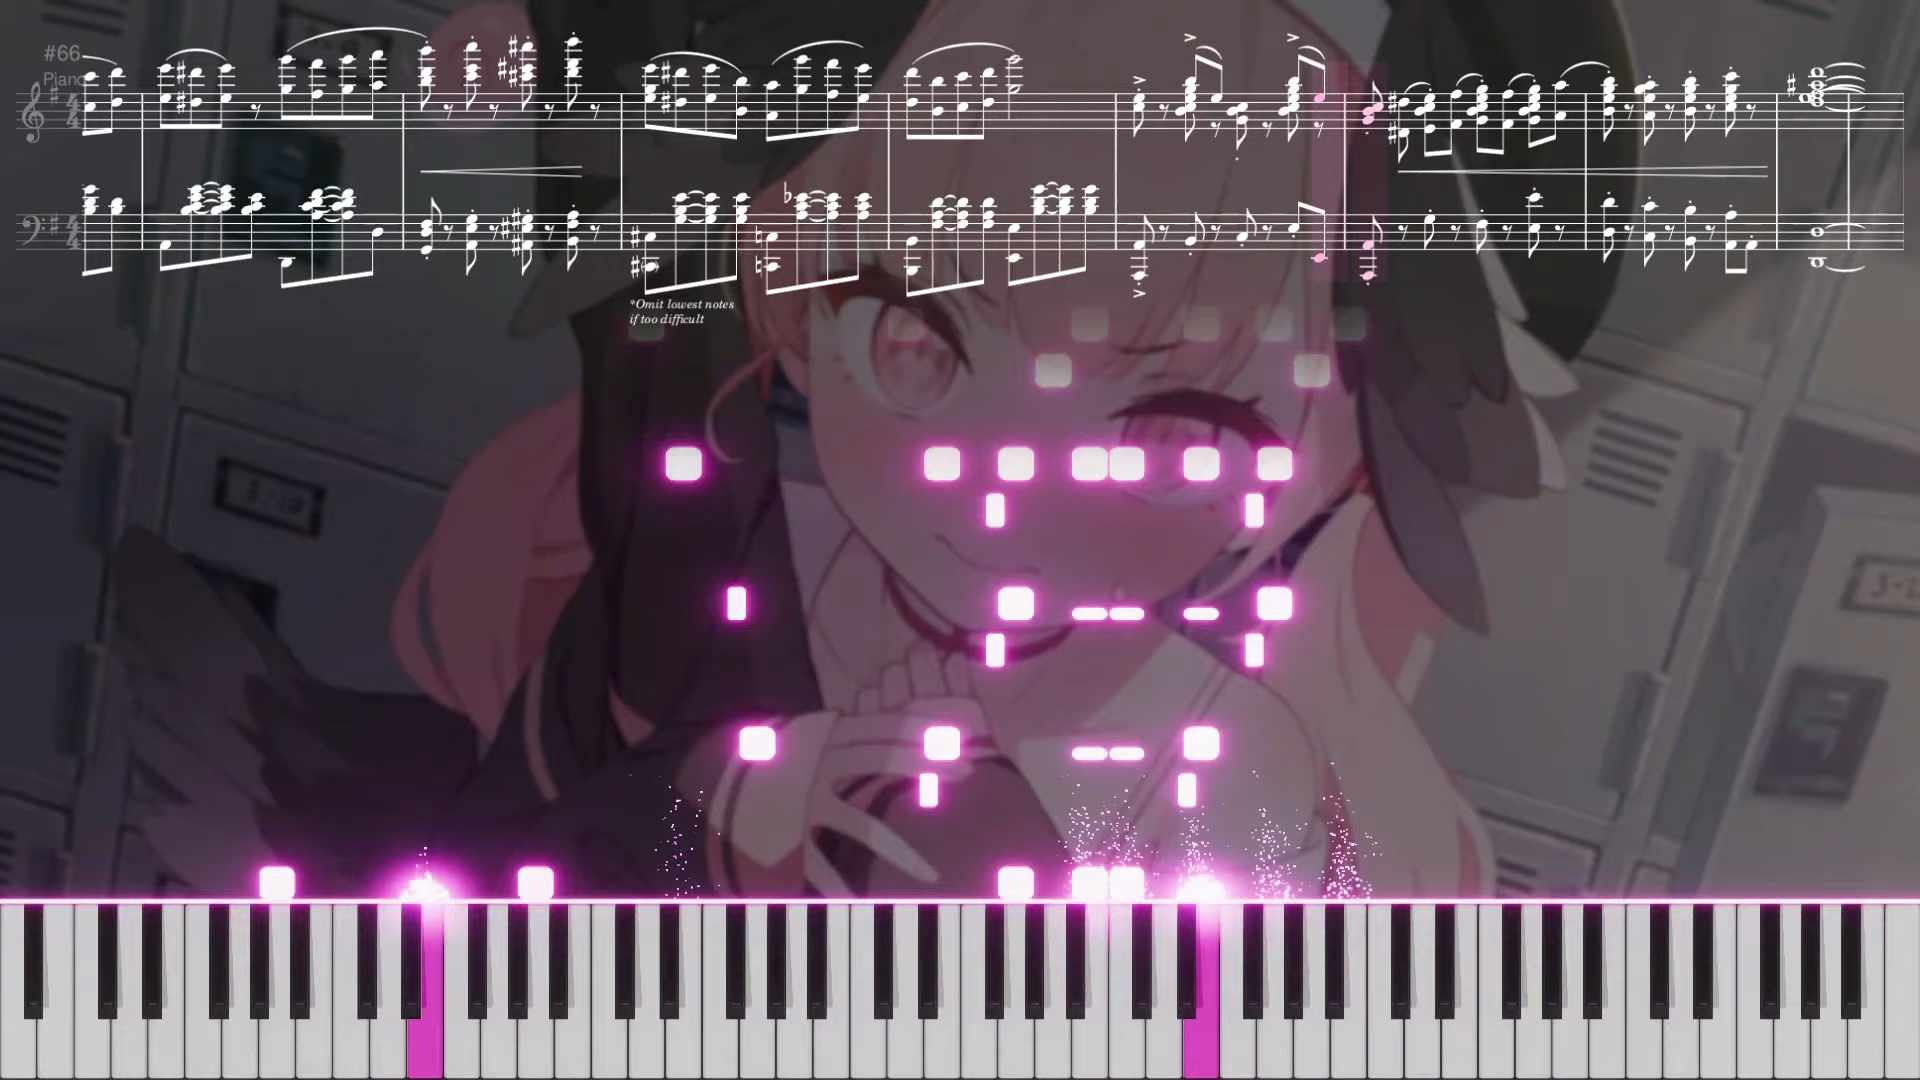 #66
Piano
*Omit lowest notes
if too difficult